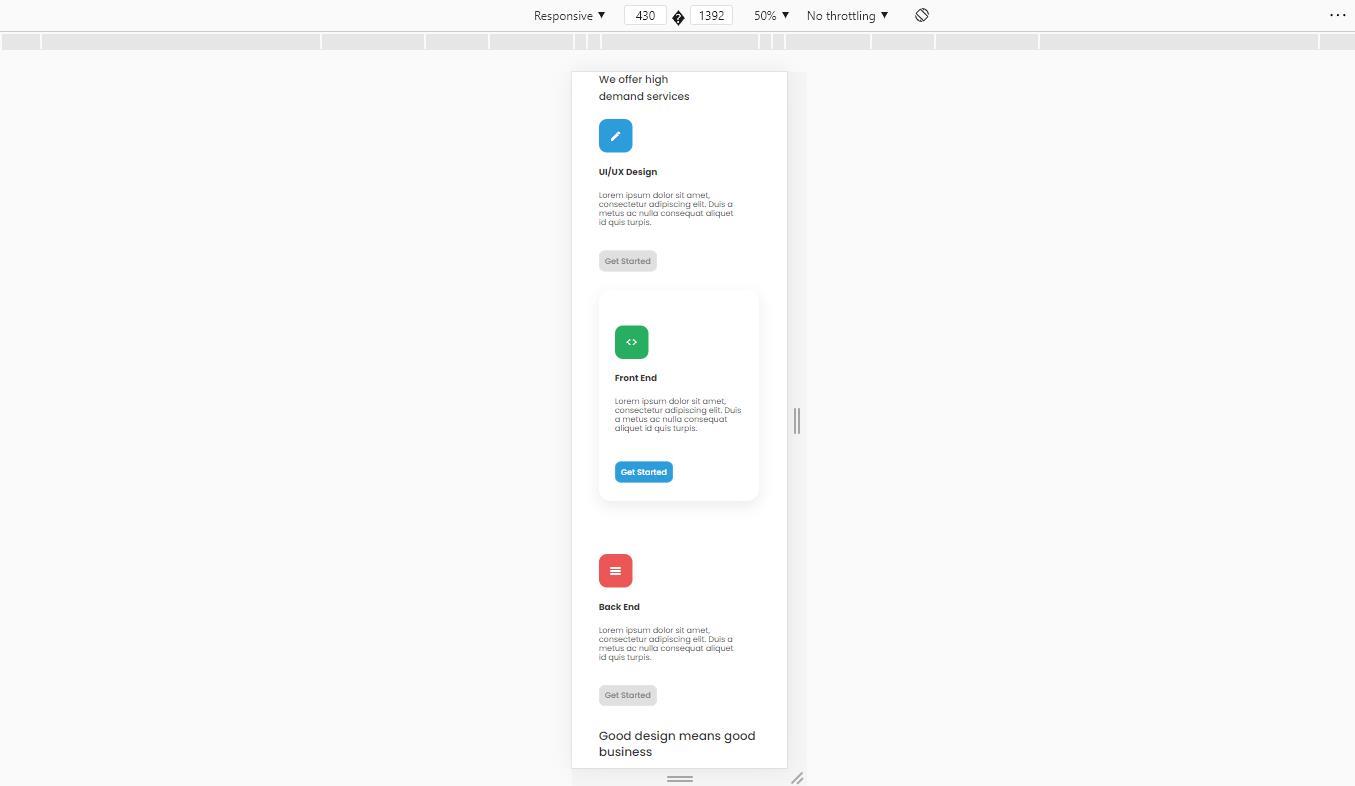 Responsive ▼ 430 � 1392 50% ▼ No throttling ▼
We offer high
demand services
UI/UX Design
Lorem ipsum dolor sit amet,
consectetur adipiscing elit. Duis a
metus ac nulla consequat aliquet
id quis turpis.
Get Started
Front End
Lorem ipsum dolor sit amet,
consectetur adipiscing elit. Duis
a metus ac nulla consequat
aliquet id quis turpis.
Get Started
Back End
Lorem ipsum dolor sit amet,
consectetur adipiscing elit. Duis a
metus ac nulla consequat aliquet
id quis turpis.
Get Started
Good design means good
business